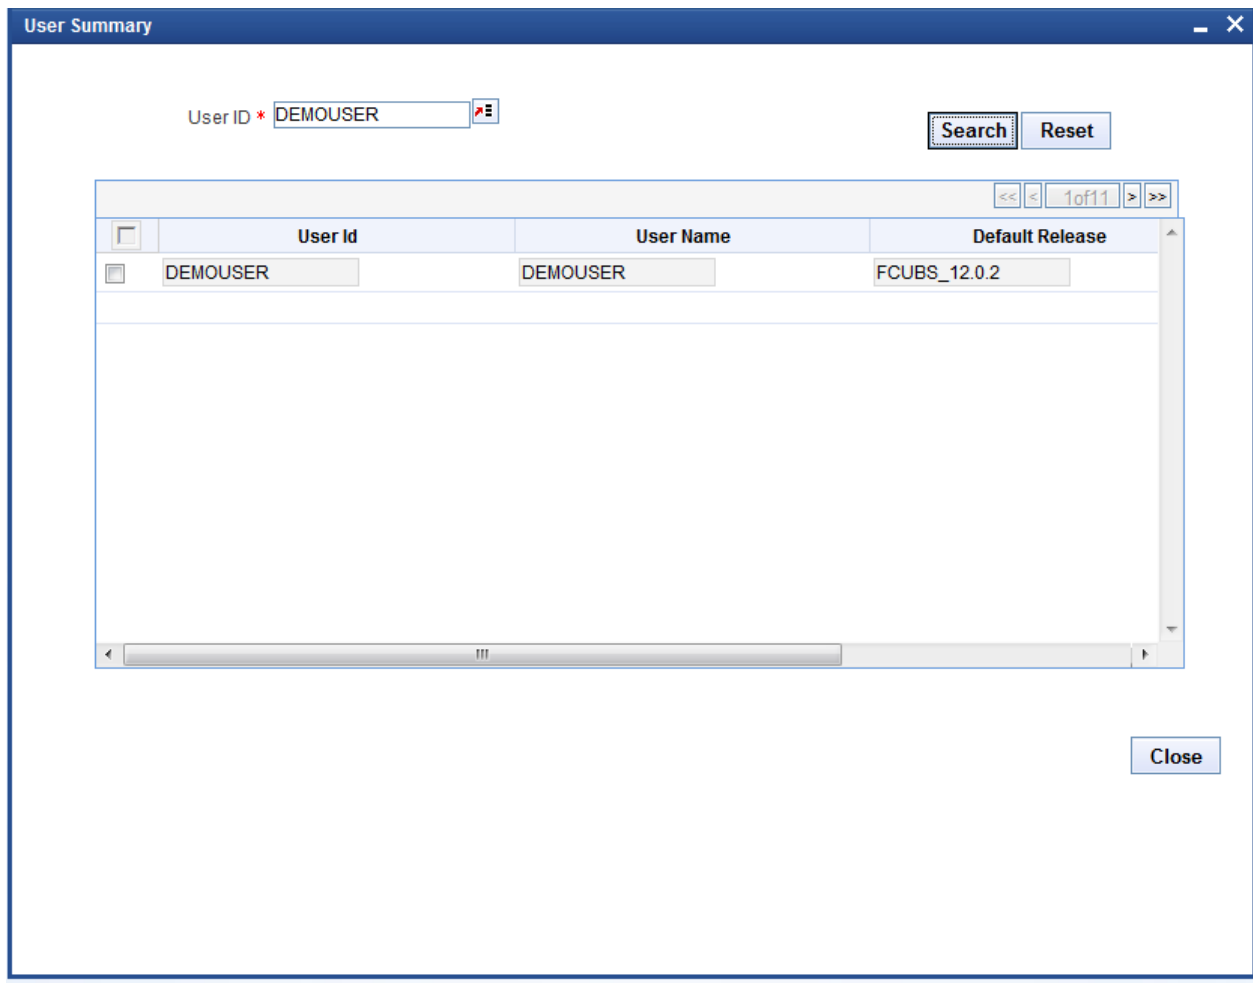 User Summary
User ID * DEMOUSER
Search Reset
<< < 1of11 > >>
User Id User Name Default Release
DEMOUSER DEMOUSER FCUBS_12.0.2
Close